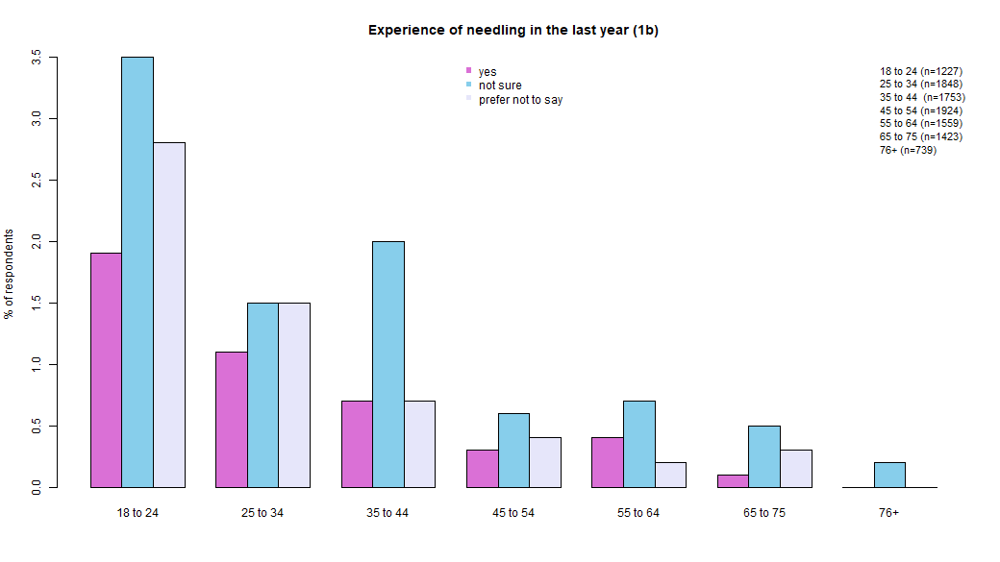 Experience of needling in the last year (1b)
yes
not sure
prefer not to say
18 to 24 (n=1227)
25 to 34 (n=1848)
35 to 44  (n=1753)
45 to 54 (n=1924)
55 to 64 (n=1559)
65 to 75 (n=1423)
76+ (n=739)
% of respondents
3.5
3.0
2.5
2.0
1.5
1.0
0.5
0.0
18 to 24
25 to 34
35 to 44
45 to 54
55 to 64
65 to 75
76+